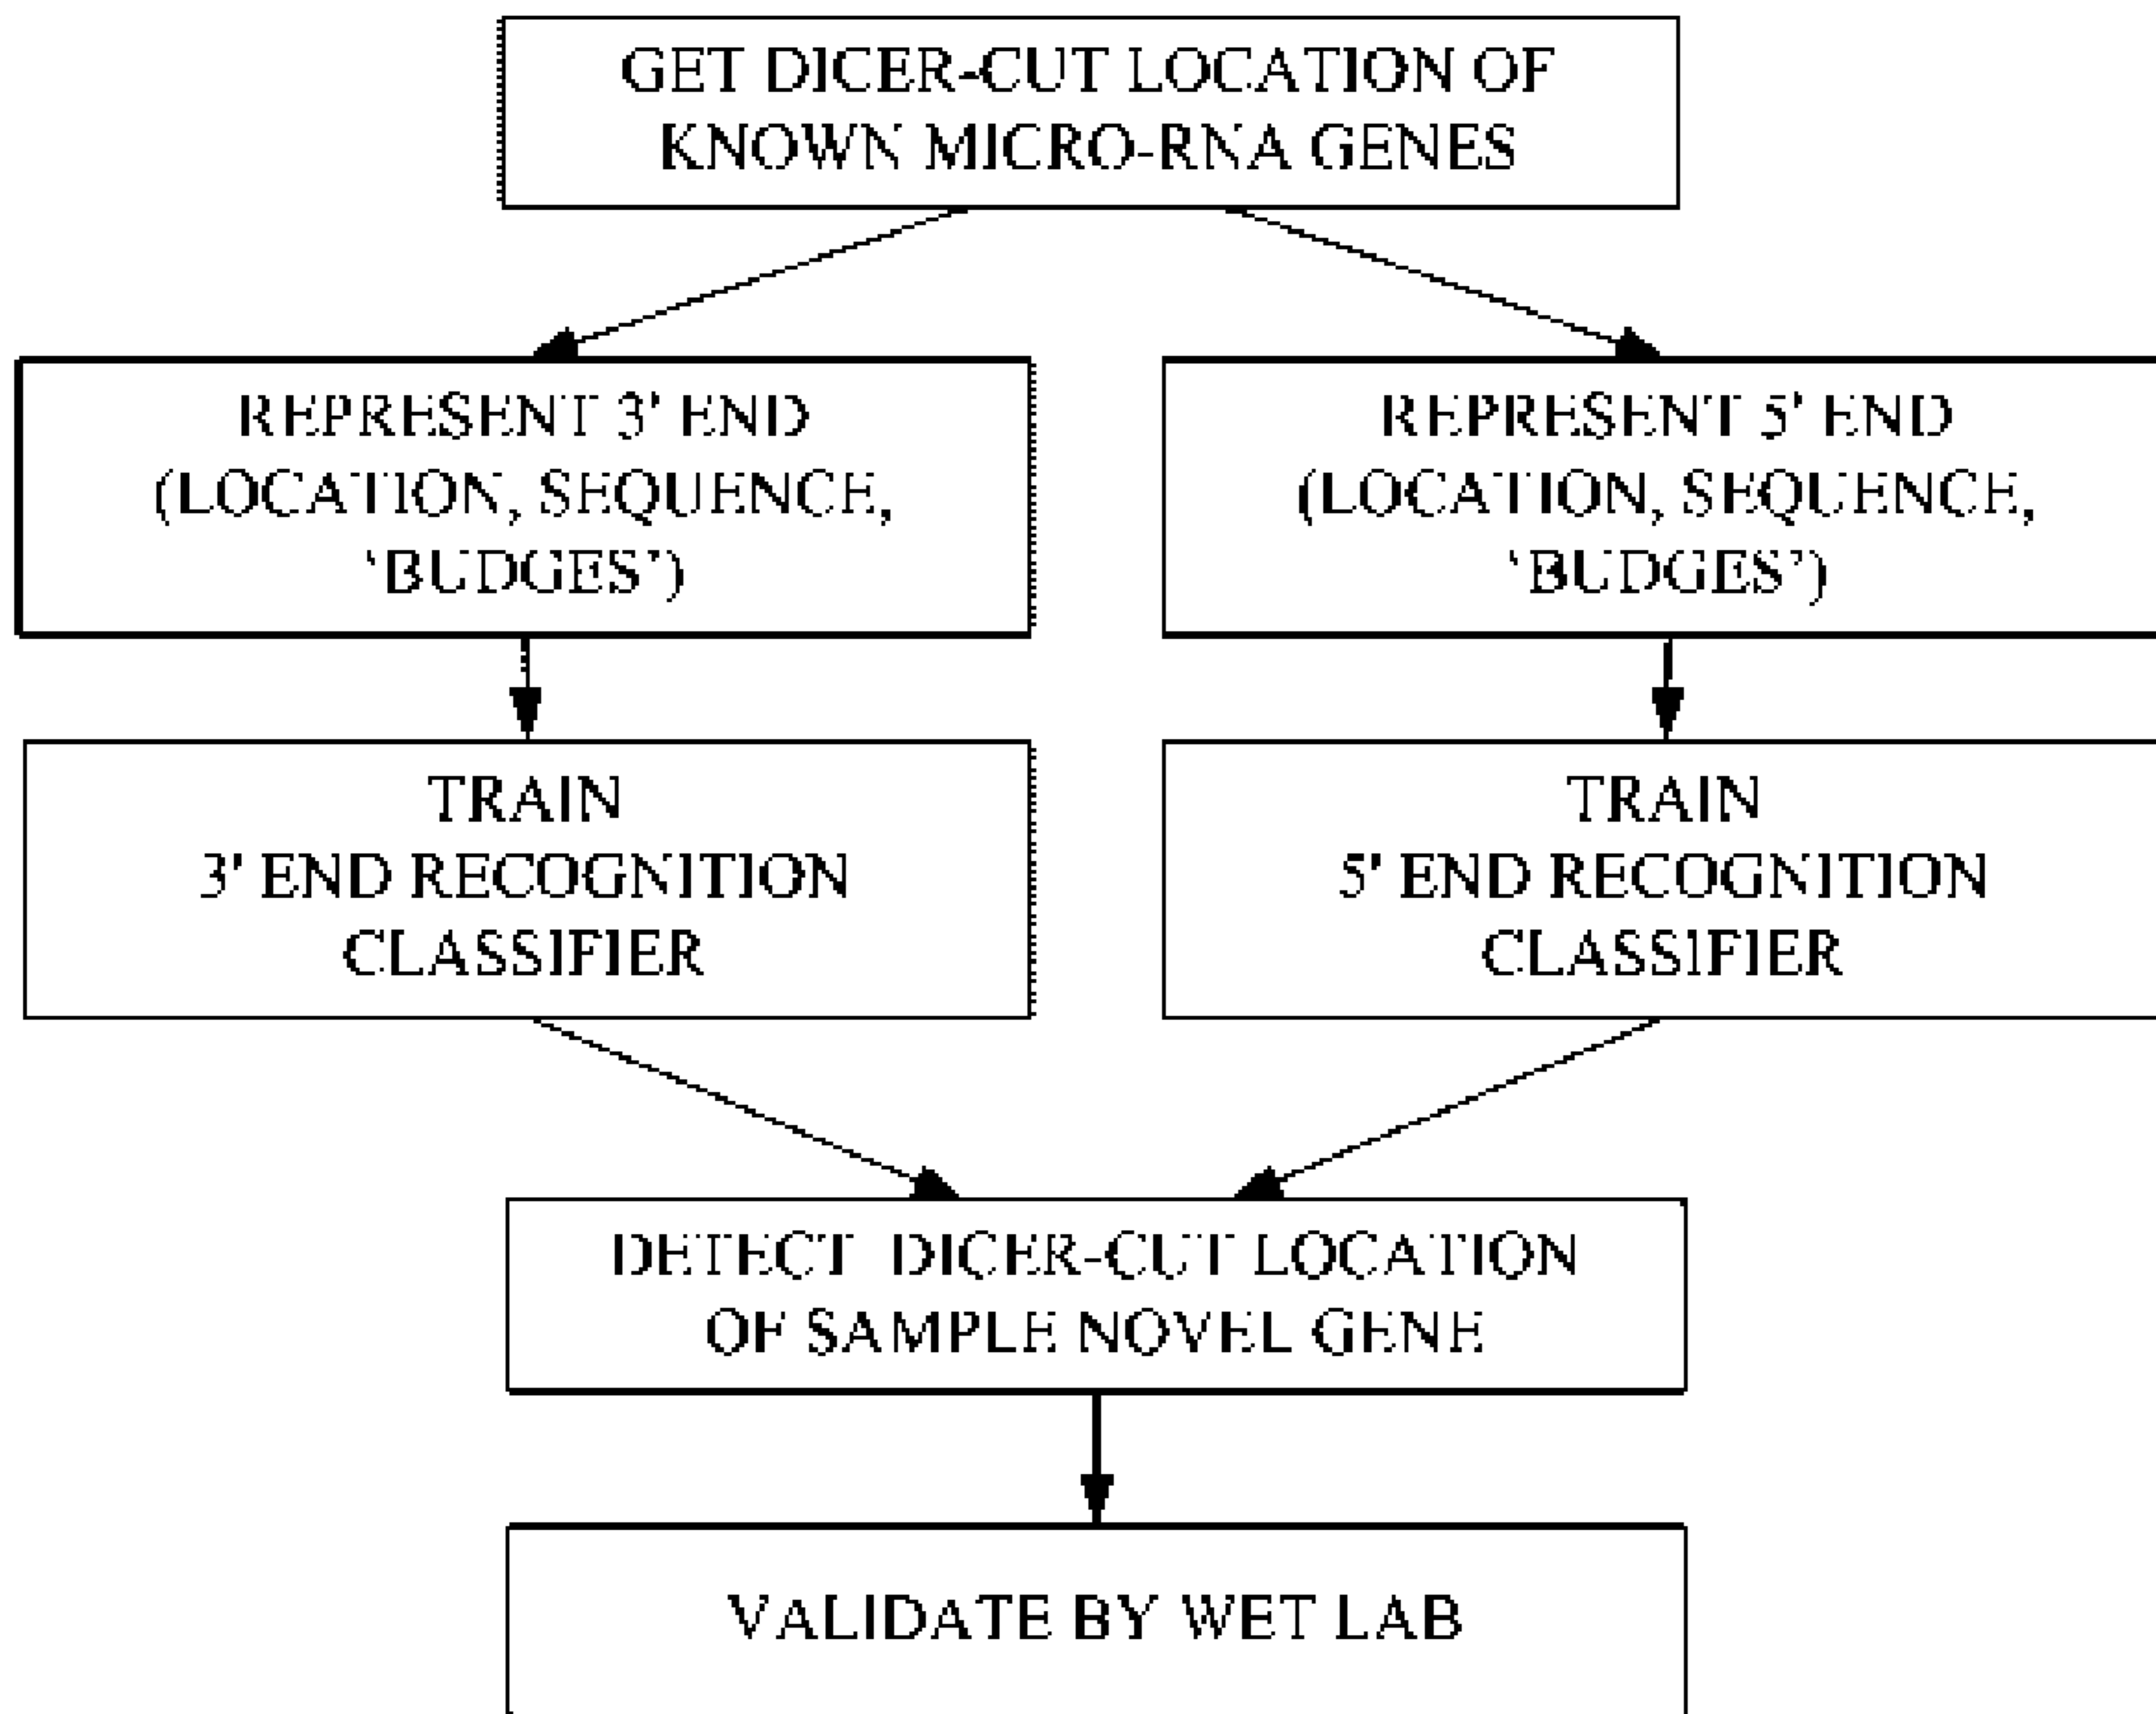 GET DICER-CUT LOCATION OF
KNOWN MICRO-RNA GENES
REPRESENT 3' END
(LOCATION, SEQUENCE,
‘BUDGES’)
REPRESENT 5' END
(LOCATION, SEQUENCE,
‘BUDGES’)
TRAIN
3' END RECOGNITION
CLASSIFIER
TRAIN
5' END RECOGNITION
CLASSIFIER
DETECT DICER-CUT LOCATION
OF SAMPLE NOVEL GENE
VALIDATE BY WET LAB